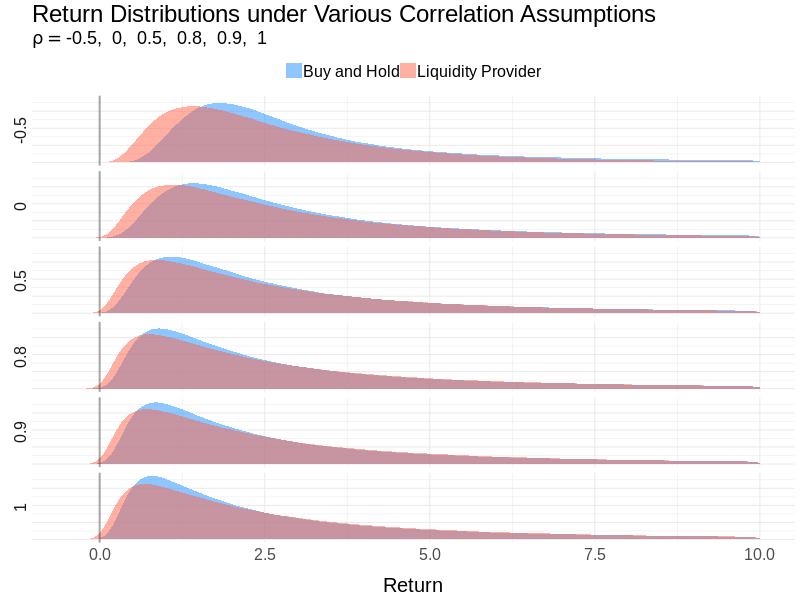 Return Distributions under Various Correlation Assumptions
ρ = -0.5, 0, 0.5, 0.8, 0.9, 1
Buy and Hold Liquidity Provider
-0.5
0
0.5
0.8
0.9
1
0.0 2.5 5.0 7.5 10.0
Return